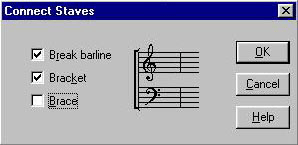 Connect Staves
Break barline
Bracket
Brace
OK
Cancel
Help